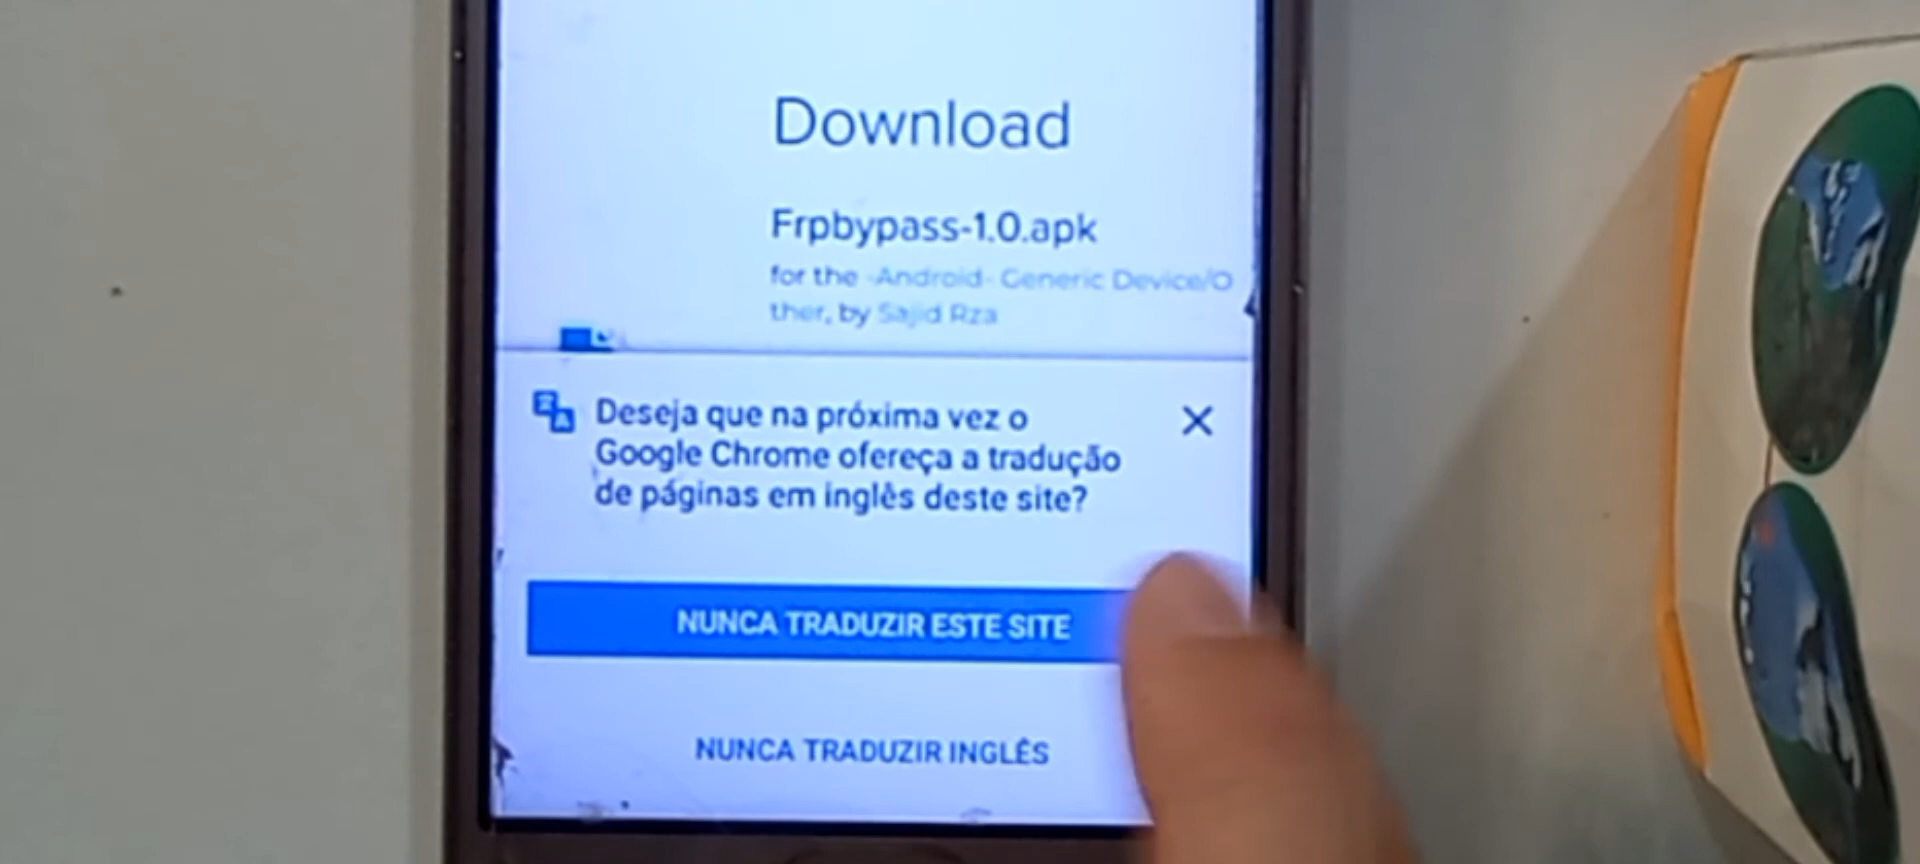 Download
Frpbypass-1.0.apk
for the -Android- Generic Device/O
ther, by Sajid Rza
Deseja que na próxima vez o
Google Chrome ofereça a tradução
de páginas em inglês deste site?
NUNCA TRADUZIR ESTE SITE
NUNCA TRADUZIR INGLÊS